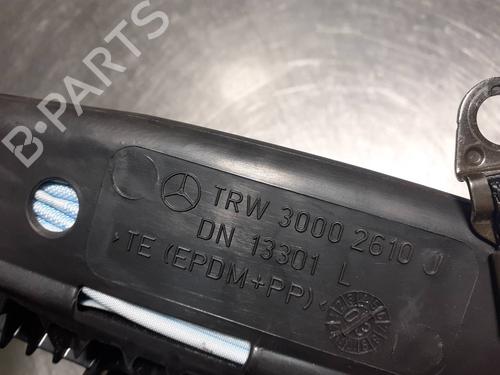 B-PARTS
TRW 3000 2610 J
DN 13301 L
>TE (EPDM+PP)<